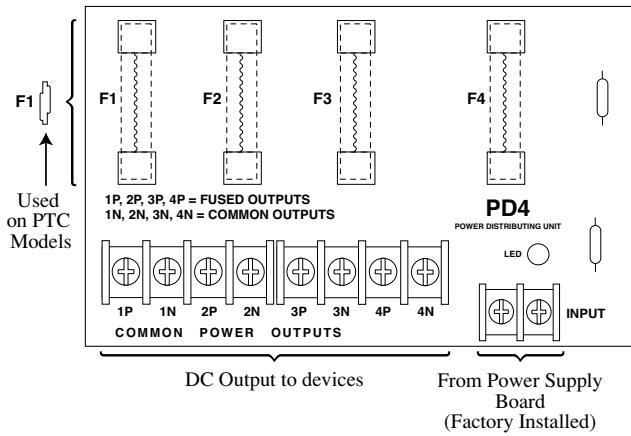 F1
F1
F2
F3
F4
Used
on PTC
Models
1P, 2P, 3P, 4P = FUSED OUTPUTS
1N, 2N, 3N, 4N = COMMON OUTPUTS
PD4
POWER DISTRIBUTING UNIT
LED
1P 1N 2P 2N 3P 3N 4P 4N
INPUT
COMMON POWER OUTPUTS
DC Output to devices
From Power Supply
Board
(Factory Installed)